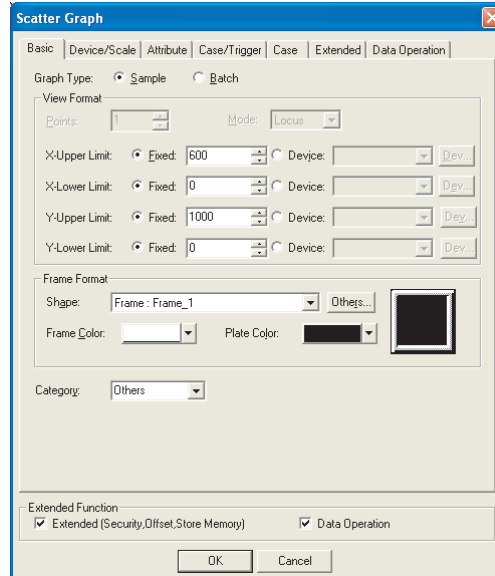 Scatter Graph
Basic Device/Scale Attribute Case/Trigger Case Extended Data Operation
Graph Type: Sample Batch
View Format
Points: 1 Mode: Locus
X-Upper Limit: Fixed: 600 Device: Dev...
X-Lower Limit: Fixed: 0 Device: Dev...
Y-Upper Limit: Fixed: 1000 Device: Dev...
Y-Lower Limit: Fixed: 0 Device: Dev...
Frame Format
Shape: Frame : Frame_1 Others...
Frame Color: Plate Color:
Category: Others
Extended Function
Extended (Security,Offset,Store Memory) Data Operation
OK Cancel